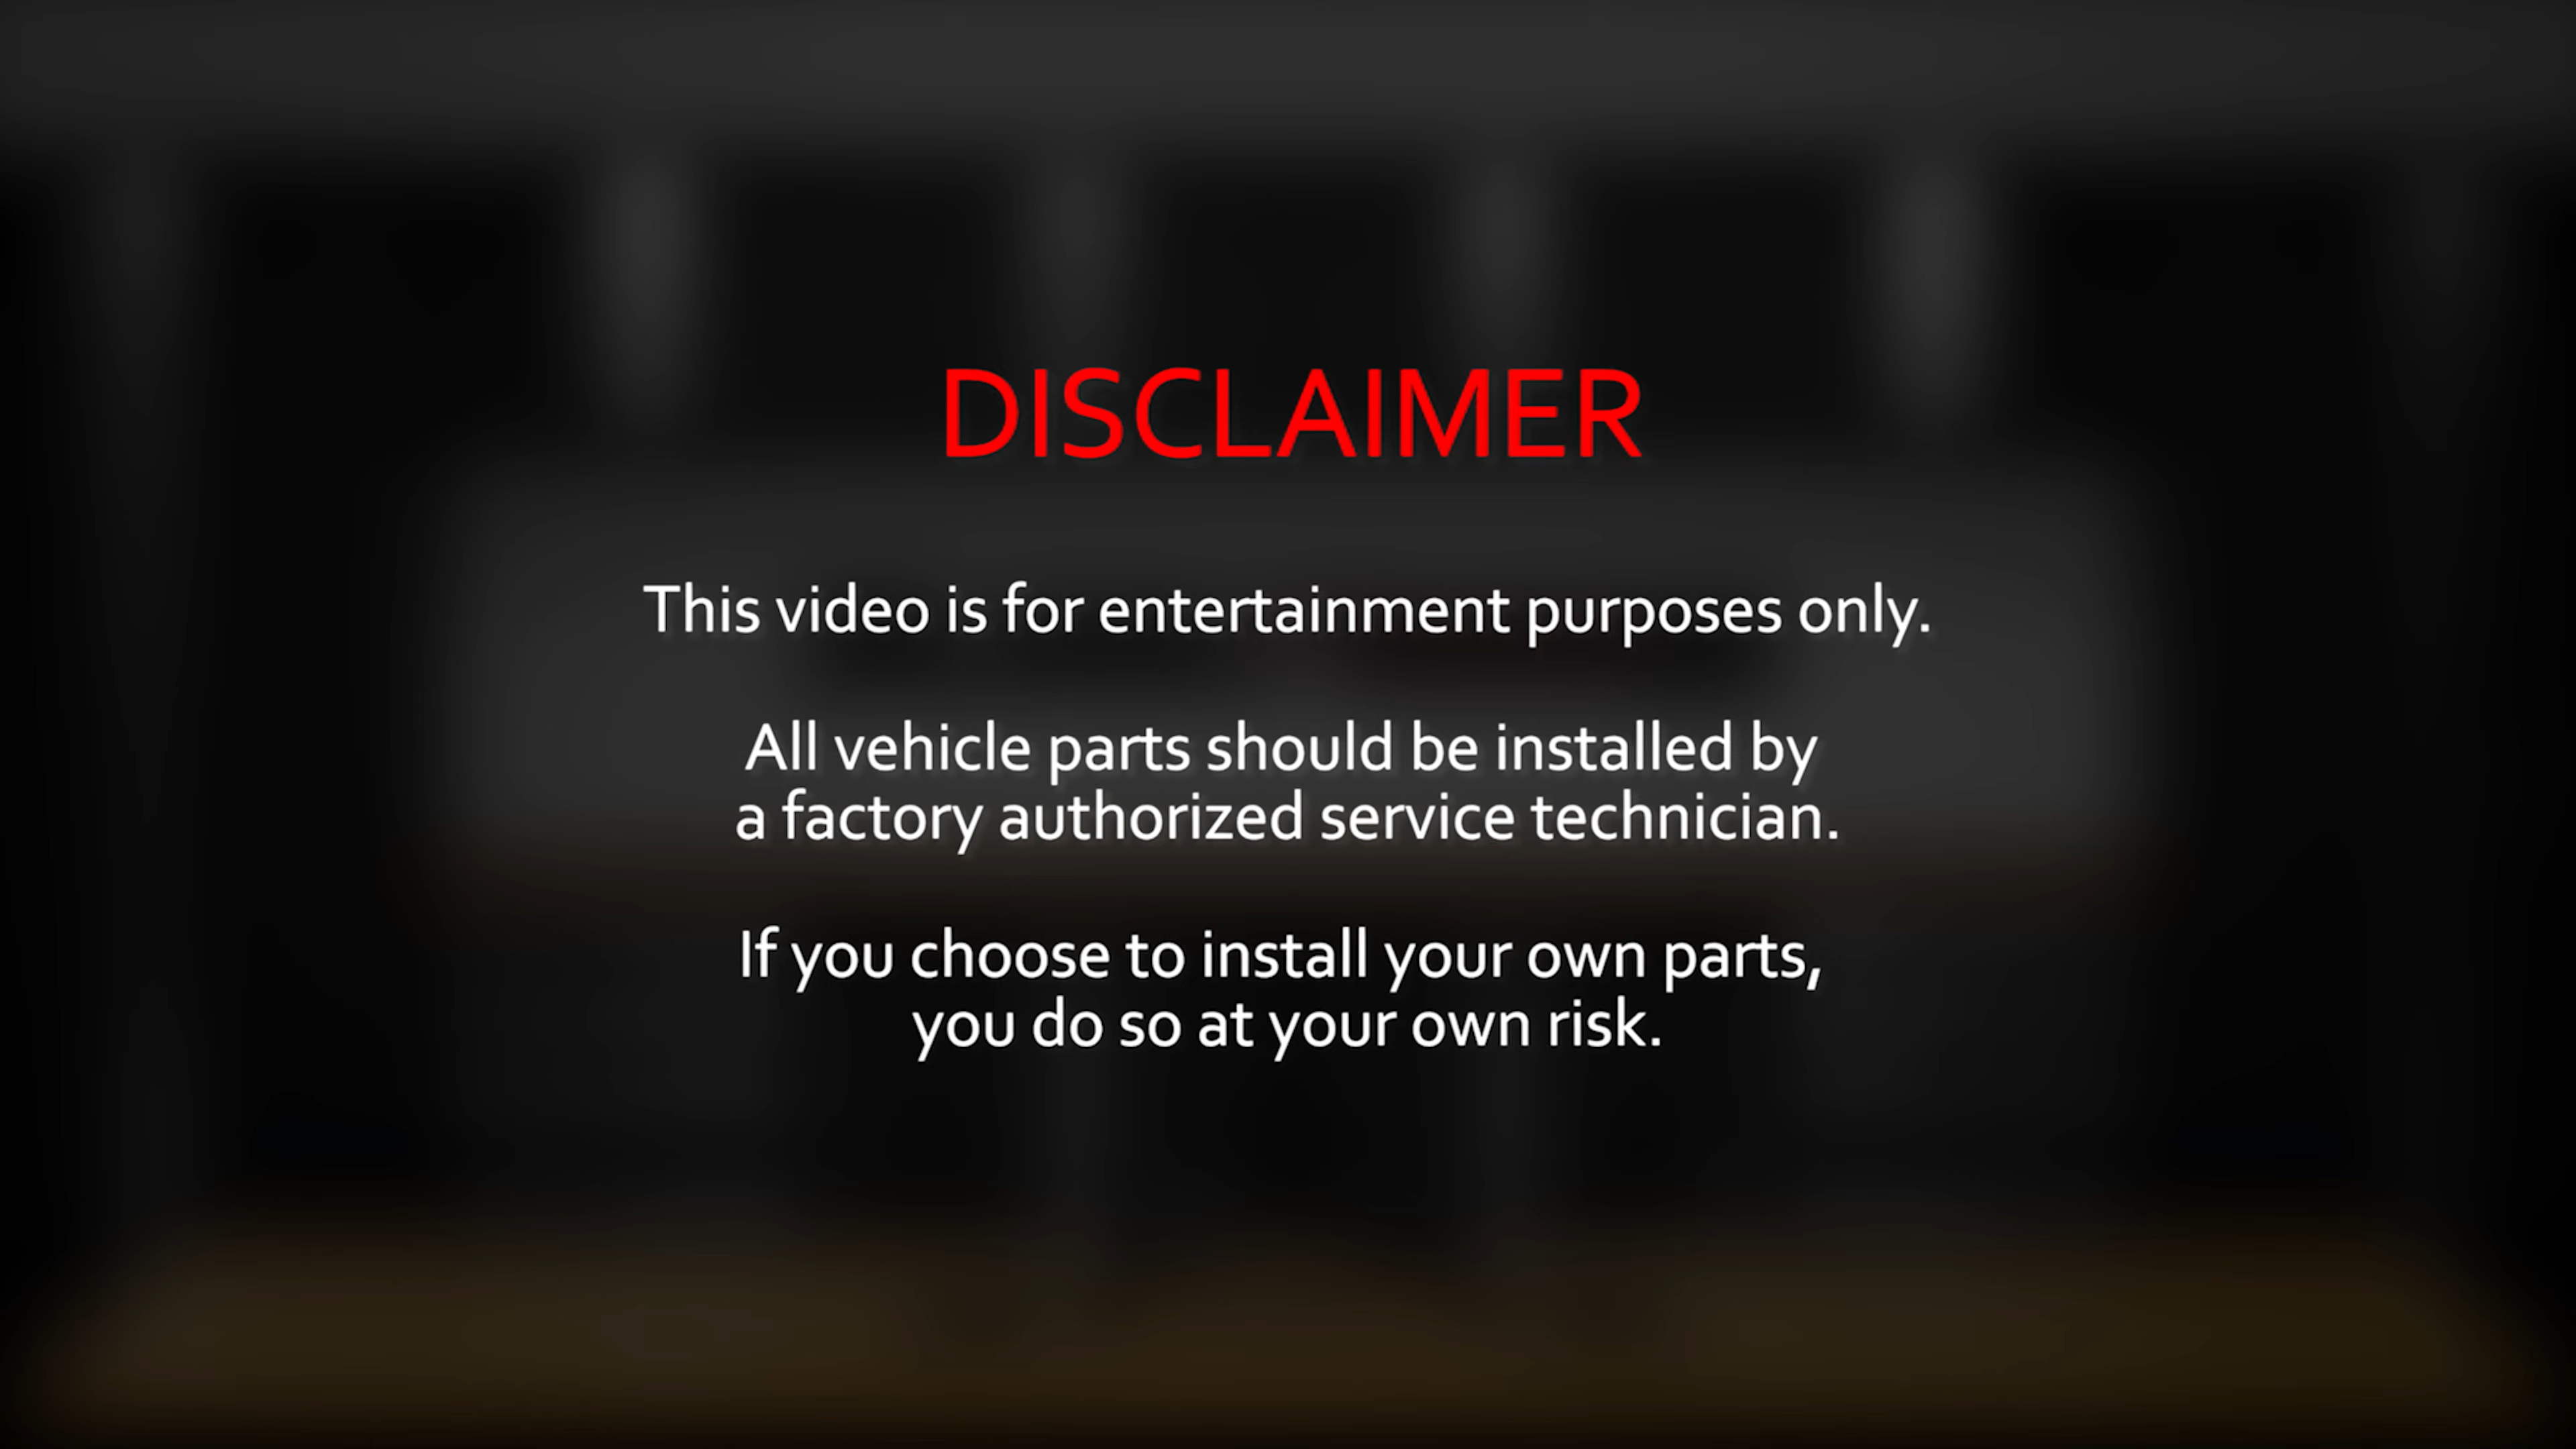 DISCLAIMER
This video is for entertainment purposes only.
All vehicle parts should be installed by
a factory authorized service technician.
If you choose to install your own parts,
you do so at your own risk.